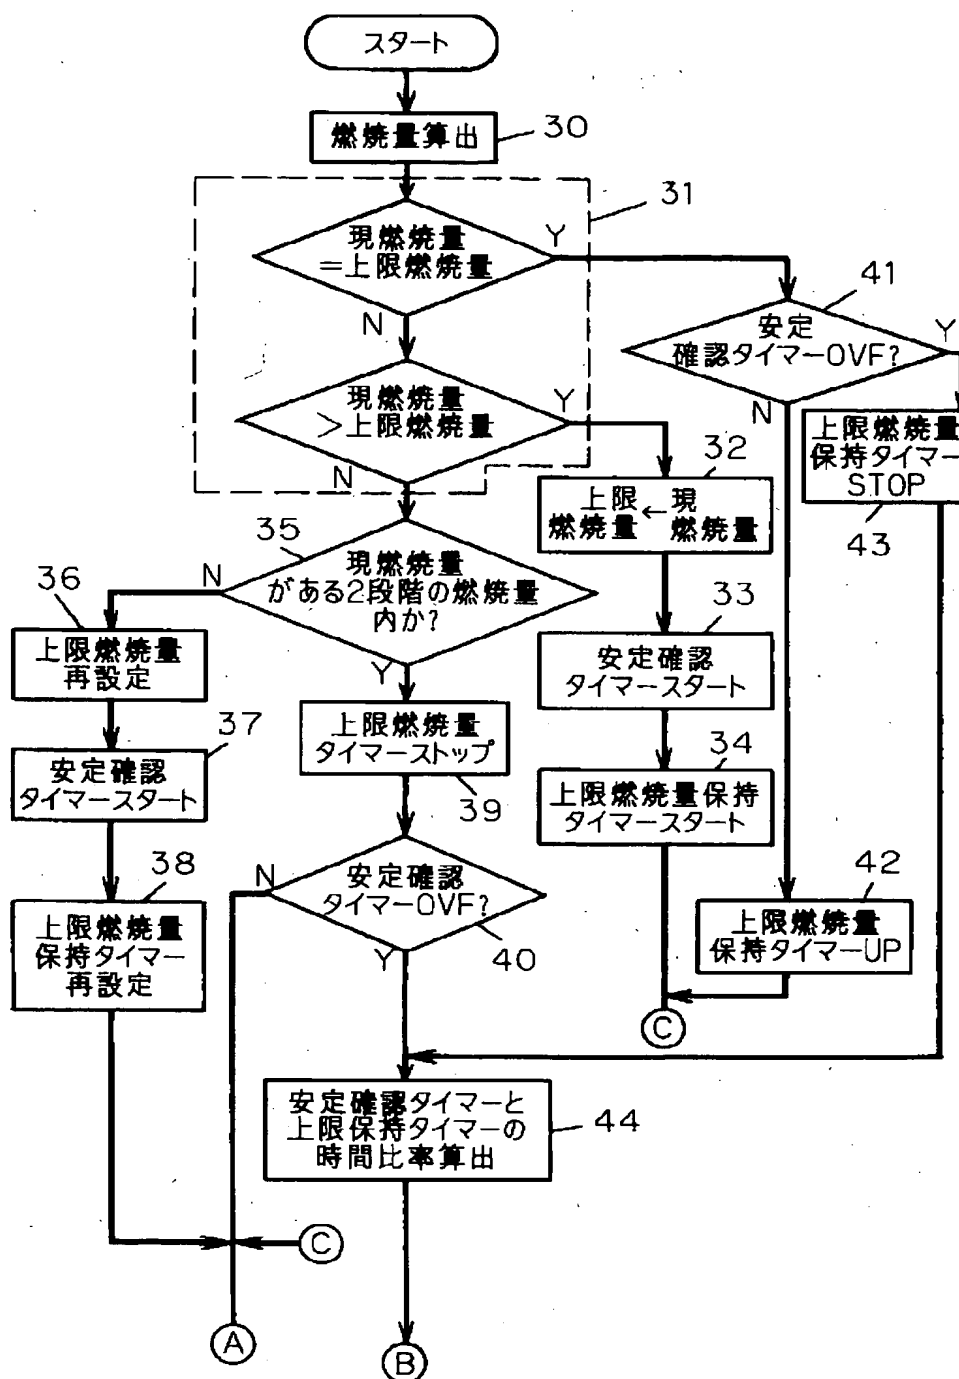 スタート
燃焼量算出
30
31
現燃焼量
=上限燃焼量
Y
N
41
安定
確認タイマーOVF?
Y
N
現燃焼量
>上限燃焼量
Y
N
上限燃焼量
保持タイマー
STOP
43
32
上限
燃焼量
←
現
燃焼量
35
現燃焼量
がある2段階の燃焼量
内か?
N
Y
36
上限燃焼量
再設定
33
安定確認
タイマースタート
37
安定確認
タイマースタート
上限燃焼量
タイマーストップ
39
34
上限燃焼量保持
タイマースタート
38
上限燃焼量
保持タイマー
再設定
安定確認
タイマーOVF?
N
Y
40
42
上限燃焼量
保持タイマーUP
C
安定確認タイマーと
上限保持タイマーの
時間比率算出
44
C
A
B